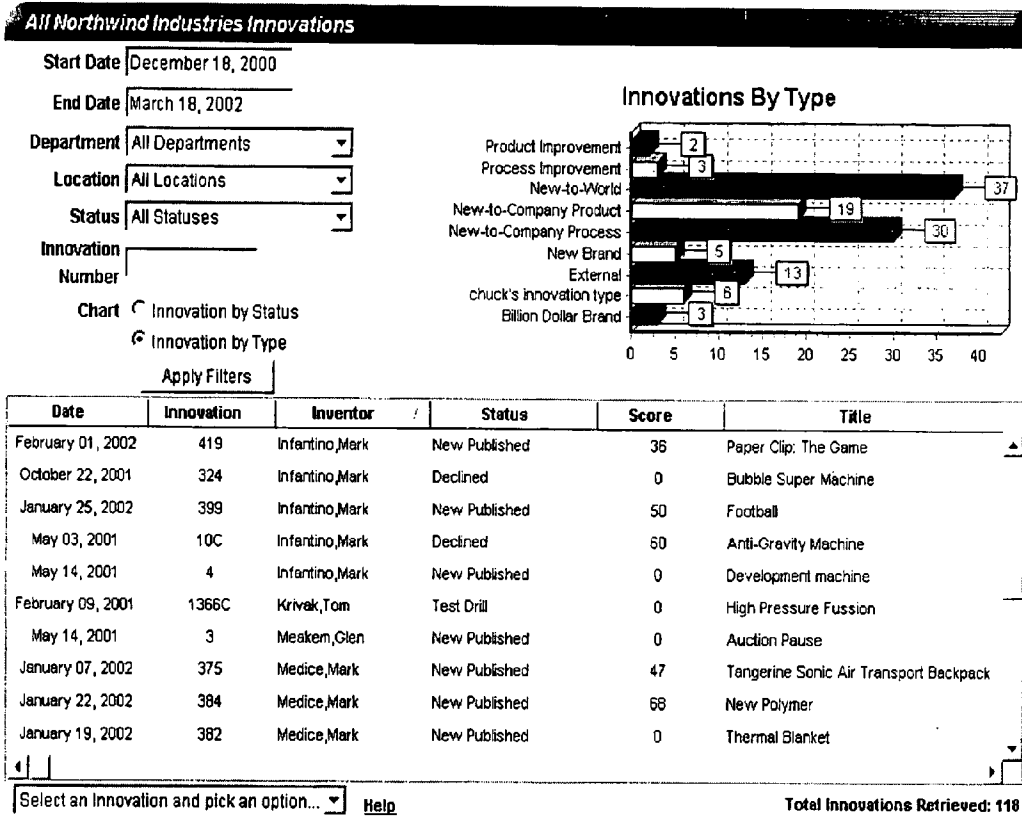 All Northwind Industries Innovations
Start Date December 18, 2000
End Date March 18, 2002
Department All Departments
Location All Locations
Status All Statuses
Innovation
Number
Chart Innovation by Status
Innovation by Type
Apply Filters
Innovations By Type
Product Improvement 2
Process Improvement 3
New-to-World 37
New-to-Company Product 19
New-to-Company Process 30
New Brand 5
External 13
chuck's innovation type 6
Billion Dollar Brand 3
0 5 10 15 20 25 30 35 40
Date Innovation Inventor / Status Score Title
February 01, 2002 419 Infantino,Mark New Published 36 Paper Clip: The Game
October 22, 2001 324 Infantino,Mark Declined 0 Bubble Super Machine
January 25, 2002 399 Infantino,Mark New Published 50 Football
May 03, 2001 10C Infantino,Mark Declined 60 Anti-Gravity Machine
May 14, 2001 4 Infantino,Mark New Published 0 Development machine
February 09, 2001 1366C Krivak,Tom Test Drill 0 High Pressure Fussion
May 14, 2001 3 Meakem,Glen New Published 0 Auction Pause
January 07, 2002 375 Medice,Mark New Published 47 Tangerine Sonic Air Transport Backpack
January 22, 2002 384 Medice,Mark New Published 68 New Polymer
January 19, 2002 382 Medice,Mark New Published 0 Thermal Blanket
Select an Innovation and pick an option... Help Total Innovations Retrieved: 118